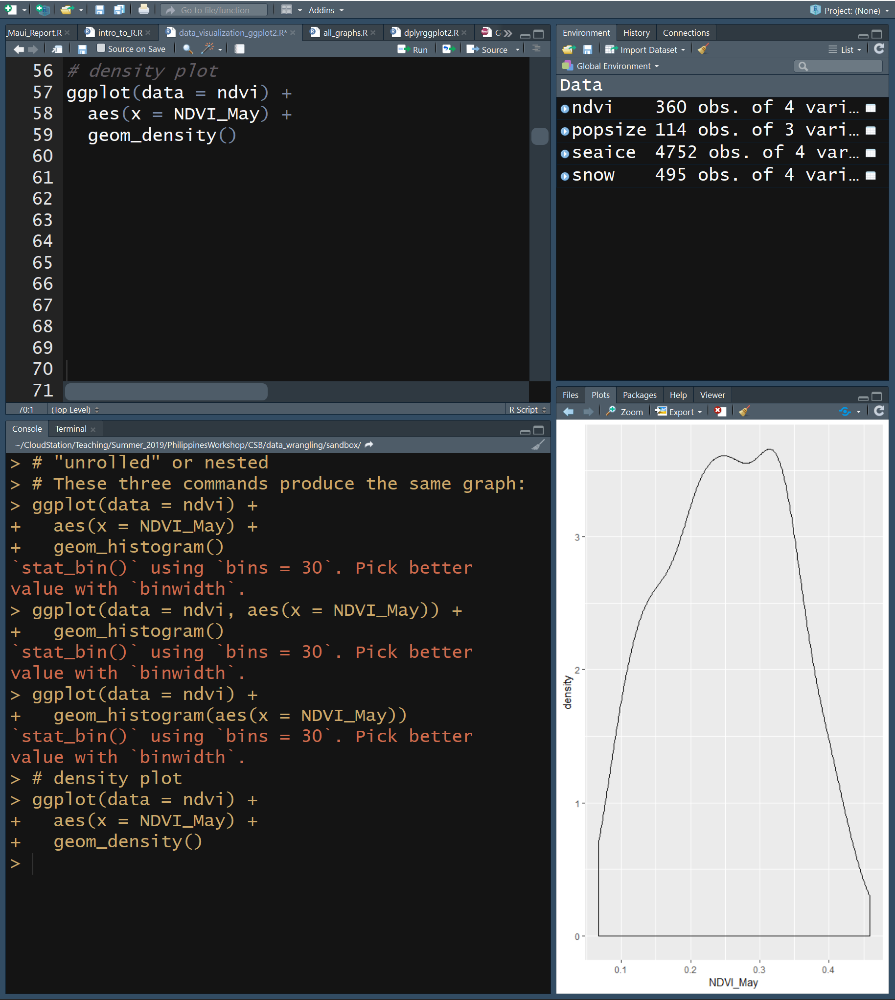 Go to file/function
Addins
Project: (None)
_Maui_Report.R
intro_to_R.R
data_visualization_ggplot2.R*
all_graphs.R
dplyrggplot2.R
Source on Save
Run
Source
56 # density plot
57 ggplot(data = ndvi) +
58   aes(x = NDVI_May) +
59   geom_density()
60
61
62
63
64
65
66
67
68
69
70
71
70:1
(Top Level)
R Script
Console
Terminal
~/CloudStation/Teaching/Summer_2019/PhilippinesWorkshop/CSB/data_wrangling/sandbox/
> # "unrolled" or nested
> # These three commands produce the same graph:
> ggplot(data = ndvi) +
+   aes(x = NDVI_May) +
+   geom_histogram()
`stat_bin()` using `bins = 30`. Pick better
value with `binwidth`.
> ggplot(data = ndvi, aes(x = NDVI_May)) +
+   geom_histogram()
`stat_bin()` using `bins = 30`. Pick better
value with `binwidth`.
> ggplot(data = ndvi) +
+   geom_histogram(aes(x = NDVI_May))
`stat_bin()` using `bins = 30`. Pick better
value with `binwidth`.
> # density plot
> ggplot(data = ndvi) +
+   aes(x = NDVI_May) +
+   geom_density()
>
Environment
History
Connections
Import Dataset
List
Global Environment
Data
ndvi 360 obs. of 4 vari…
popsize 114 obs. of 3 vari…
seaice 4752 obs. of 4 var…
snow 495 obs. of 4 vari…
Files
Plots
Packages
Help
Viewer
Zoom
Export
3
2
density
1
0
0.1 0.2 0.3 0.4
NDVI_May